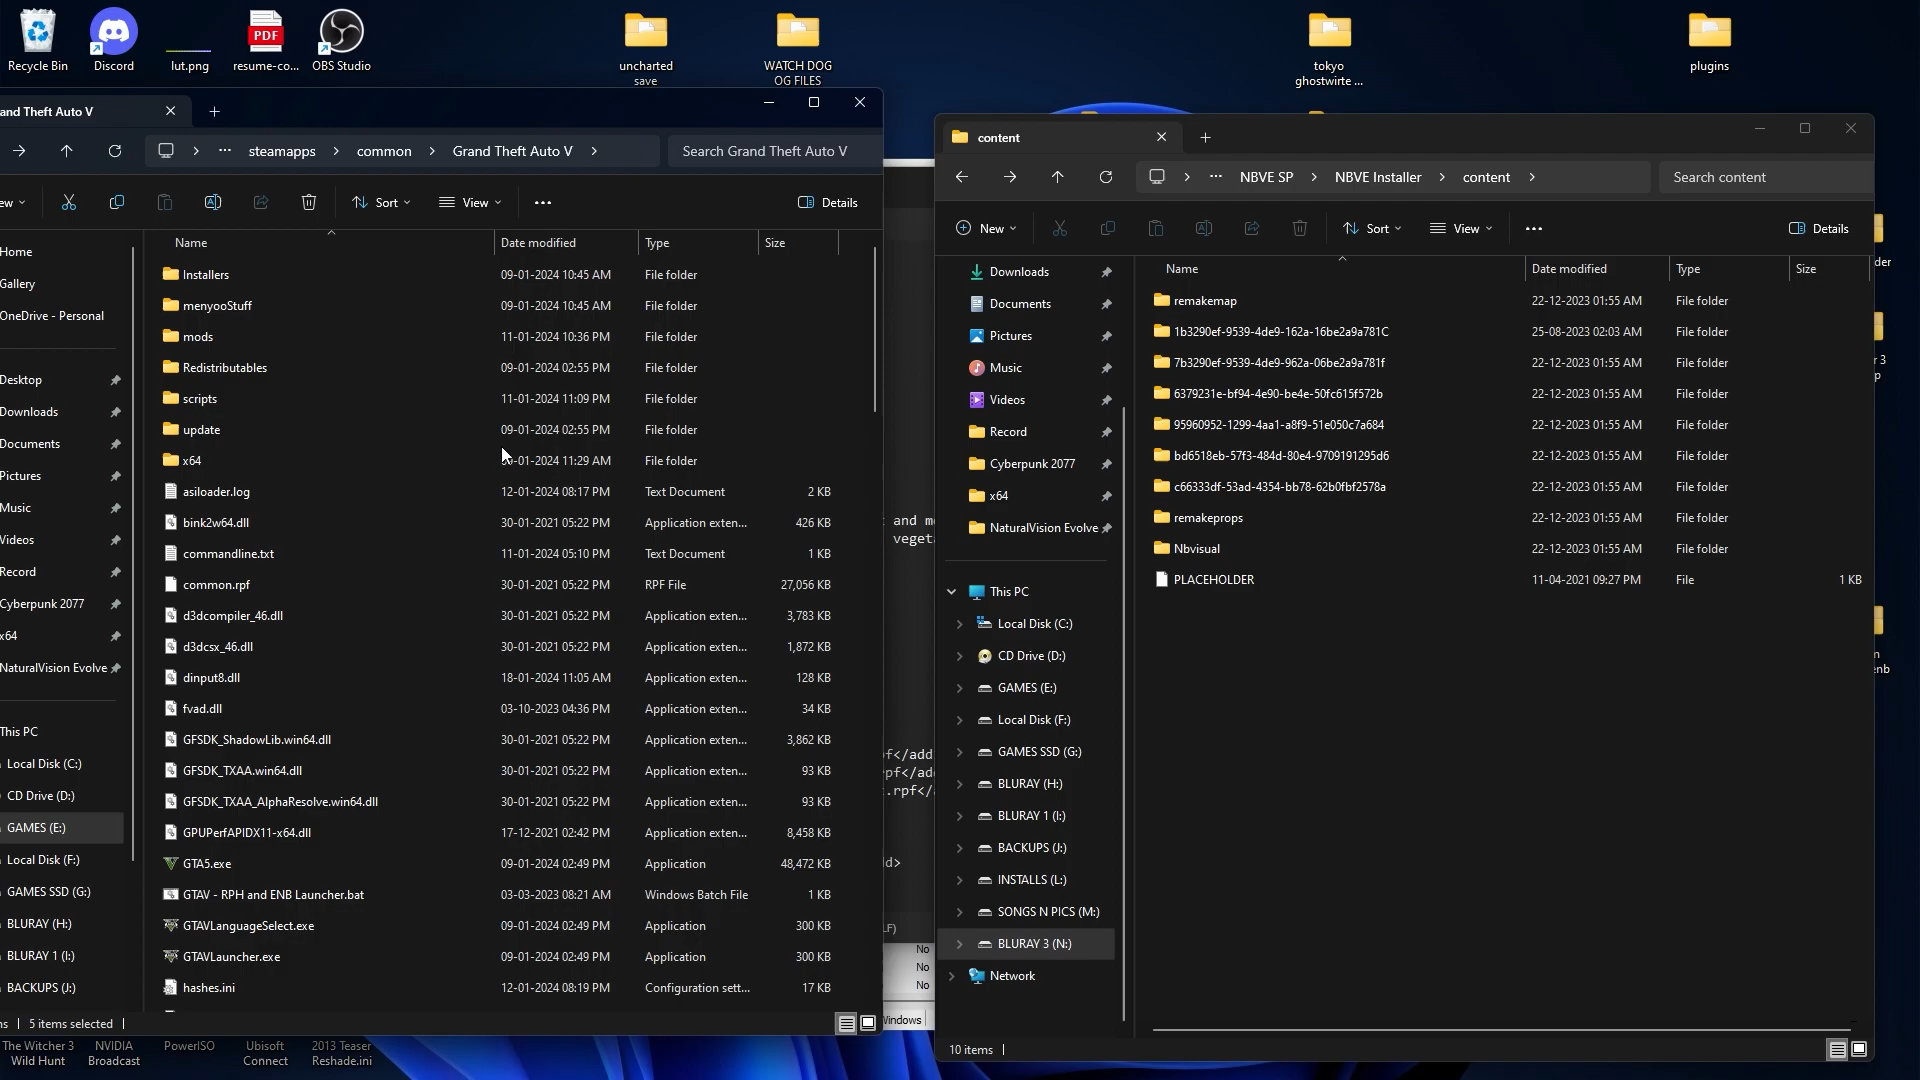 Recycle Bin
Discord
lut.png
resume-co...
OBS Studio
uncharted
save
WATCH DOG
OG FILES
tokyo
ghostwirte ...
plugins
PDF
and Theft Auto V
steamapps
common
Grand Theft Auto V
Search Grand Theft Auto V
ew
Sort
View
Details
Name
Date modified
Type
Size
Home
Gallery
OneDrive - Personal
Desktop
Downloads
Documents
Pictures
Music
Videos
Record
Cyberpunk 2077
x64
NaturalVision Evolve
This PC
Local Disk (C:)
CD Drive (D:)
GAMES (E:)
Local Disk (F:)
GAMES SSD (G:)
BLURAY (H:)
BLURAY 1 (I:)
BACKUPS (J:)
Installers 09-01-2024 10:45 AM File folder
menyooStuff 09-01-2024 10:45 AM File folder
mods 11-01-2024 10:36 PM File folder
Redistributables 09-01-2024 02:55 PM File folder
scripts 11-01-2024 11:09 PM File folder
update 09-01-2024 02:55 PM File folder
x64 -01-2024 11:29 AM File folder
asiloader.log 12-01-2024 08:17 PM Text Document 2 KB
bink2w64.dll 30-01-2021 05:22 PM Application exten... 426 KB
commandline.txt 11-01-2024 05:10 PM Text Document 1 KB
common.rpf 30-01-2021 05:22 PM RPF File 27,056 KB
d3dcompiler_46.dll 30-01-2021 05:22 PM Application exten... 3,783 KB
d3dcsx_46.dll 30-01-2021 05:22 PM Application exten... 1,872 KB
dinput8.dll 18-01-2024 11:05 AM Application exten... 128 KB
fvad.dll 03-10-2023 04:36 PM Application exten... 34 KB
GFSDK_ShadowLib.win64.dll 30-01-2021 05:22 PM Application exten... 3,862 KB
GFSDK_TXAA.win64.dll 30-01-2021 05:22 PM Application exten... 93 KB
GFSDK_TXAA_AlphaResolve.win64.dll 30-01-2021 05:22 PM Application exten... 93 KB
GPUPerfAPIDX11-x64.dll 17-12-2021 02:42 PM Application exten... 8,458 KB
GTA5.exe 09-01-2024 02:49 PM Application 48,472 KB
GTAV - RPH and ENB Launcher.bat 03-03-2023 08:21 AM Windows Batch File 1 KB
GTAVLanguageSelect.exe 09-01-2024 02:49 PM Application 300 KB
GTAVLauncher.exe 09-01-2024 02:49 PM Application 300 KB
hashes.ini 12-01-2024 08:19 PM Configuration sett... 17 KB
ns
5 items selected
and m
veget
of</add
rpf</add
t.rpf</
dd>
LF)
No
No
No
Windows
content
NBVE SP
NBVE Installer
content
Search content
New
Sort
View
Details
Name
Date modified
Type
Size
Downloads
Documents
Pictures
Music
Videos
Record
Cyberpunk 2077
x64
NaturalVision Evolve
This PC
Local Disk (C:)
CD Drive (D:)
GAMES (E:)
Local Disk (F:)
GAMES SSD (G:)
BLURAY (H:)
BLURAY 1 (I:)
BACKUPS (J:)
INSTALLS (L:)
SONGS N PICS (M:)
BLURAY 3 (N:)
Network
remakemap 22-12-2023 01:55 AM File folder
1b3290ef-9539-4de9-162a-16be2a9a781C 25-08-2023 02:03 AM File folder
7b3290ef-9539-4de9-962a-06be2a9a781f 22-12-2023 01:55 AM File folder
6379231e-bf94-4e90-be4e-50fc615f572b 22-12-2023 01:55 AM File folder
95960952-1299-4aa1-a8f9-51e050c7a684 22-12-2023 01:55 AM File folder
bd6518eb-57f3-484d-80e4-9709191295d6 22-12-2023 01:55 AM File folder
c66333df-53ad-4354-bb78-62b0fbf2578a 22-12-2023 01:55 AM File folder
remakeprops 22-12-2023 01:55 AM File folder
Nbvisual 22-12-2023 01:55 AM File folder
PLACEHOLDER 11-04-2021 09:27 PM File 1 KB
10 items
der
r 3
p
n
enb
The Witcher 3
Wild Hunt
NVIDIA
Broadcast
PowerISO
Ubisoft
Connect
2013 Teaser
Reshade.ini